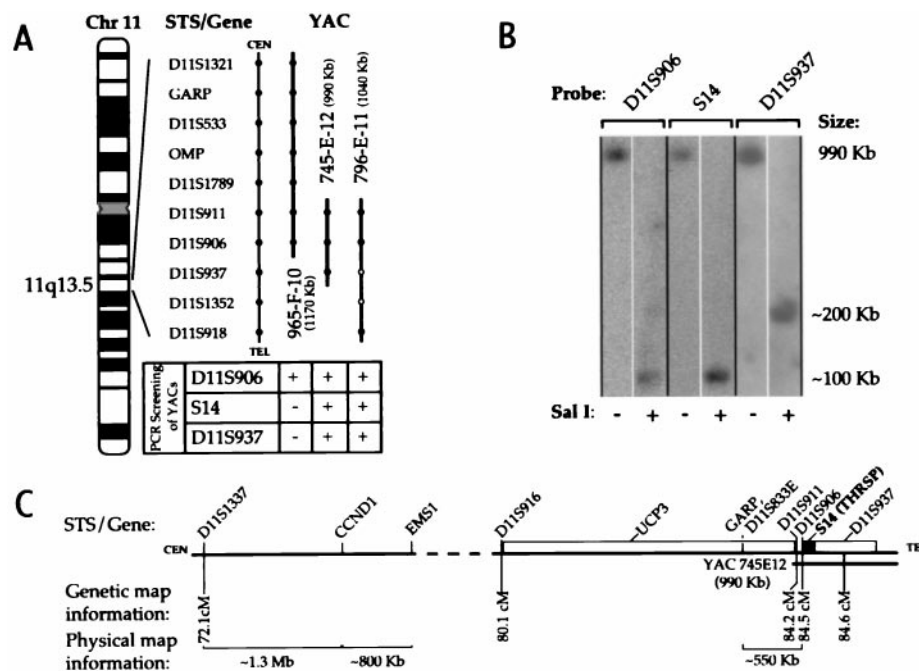 A
Chr 11
STS/Gene
YAC
CEN
D11S1321
GARP
D11S533
OMP
D11S1789
D11S911
D11S906
D11S937
D11S1352
D11S918
TEL
11q13.5
965-F-10
(1170 Kb)
745-E-12 (990 Kb)
796-E-11 (1040 Kb)
PCR Screening
of YACs
D11S906 + + +
S14 - + +
D11S937 - + +
B
Probe: D11S906 S14 D11S937
Size:
990 Kb
~200 Kb
~100 Kb
Sal I: - + - + - +
C
STS/Gene: D11S1337 CCND1 EMS1 D11S916 UCP3 GARP, D11S833E D11S911 D11S906 S14 (THRSP) D11S937
CEN
TE
YAC 745E12
(990 Kb)
Genetic map
information:
72.1cM 80.1 cM 84.2 cM 84.5 cM 84.6 cM
Physical map
information: ~1.3 Mb ~800 Kb ~550 Kb